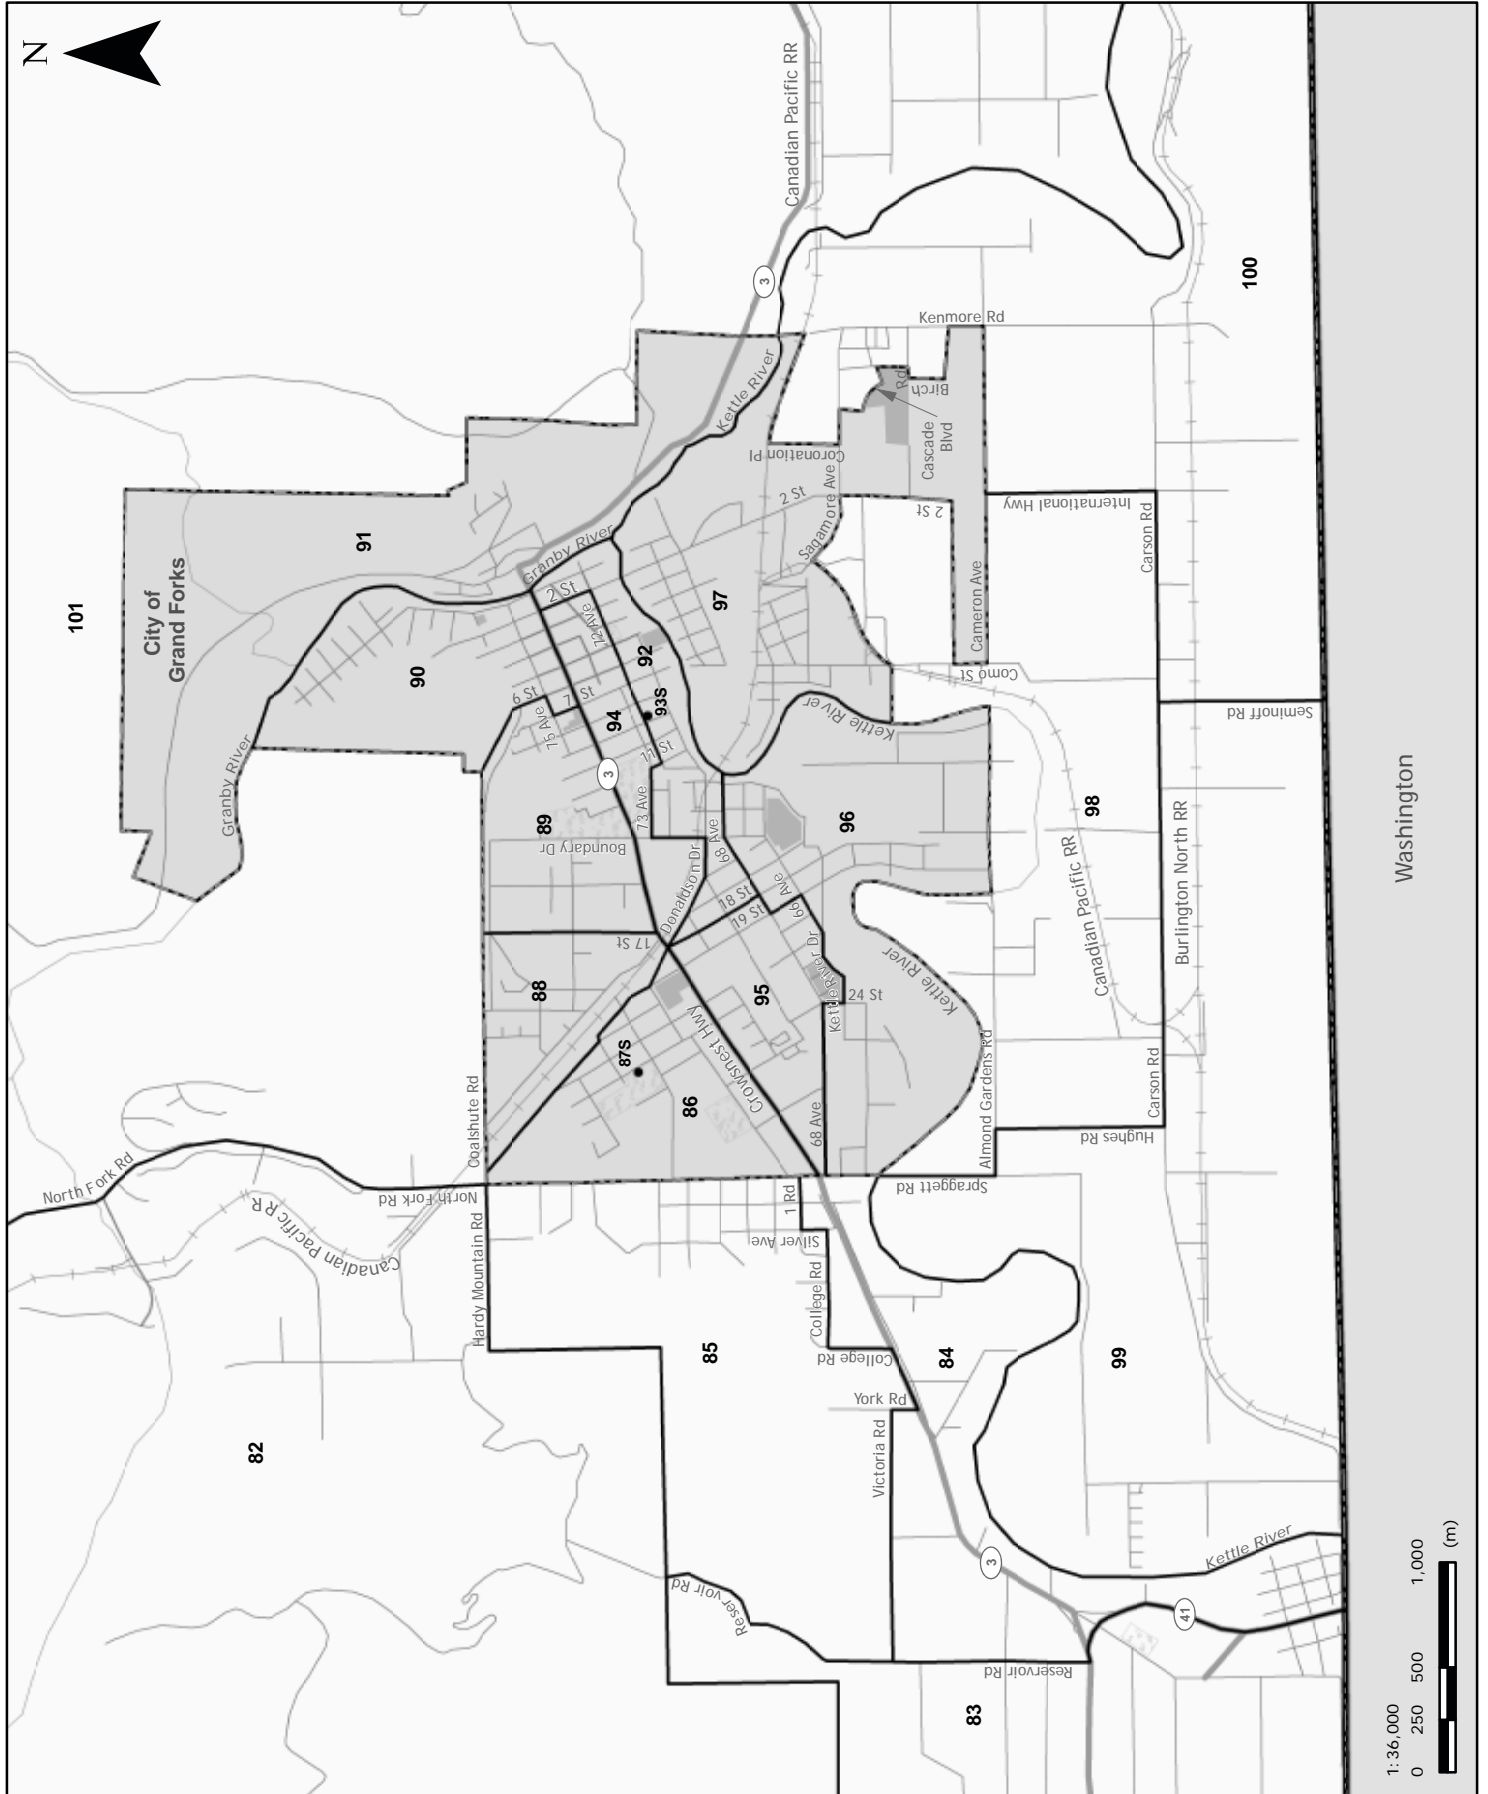 N
101
City of
Grand Forks
91
90
Granby River
Granby River
Canadian Pacific RR
3
Kettle River
Kenmore Rd
100
Birch
Rd
Cascade
Blvd
Coronation Pl
Sagamore Ave
2 St
2 St
International Hwy
Carson Rd
Cameron Ave
Como St
Seminoff Rd
2 St
72 Ave
97
92
93S
94
6 St
7 St
75 Ave
11 St
3
73 Ave
89
Boundary Dr
Donaldson Dr
68 Ave
96
Kettle River
98
Canadian Pacific RR
Burlington North RR
Washington
18 St
19 St
66 Ave
17 St
88
Kettle River Dr
24 St
Kettle River
95
87S
86
Crowsnest Hwy
68 Ave
Almond Gardens Rd
Carson Rd
Hughes Rd
Spraggett Rd
Coalshute Rd
North Fork Rd
North Fork Rd
Canadian Pacific RR
Hardy Mountain Rd
1 Rd
Silver Ave
College Rd
College Rd
85
84
99
York Rd
Victoria Rd
82
Reservoir Rd
Reservoir Rd
3
41
Kettle River
83
1:36,000
0 250 500 1,000
(m)